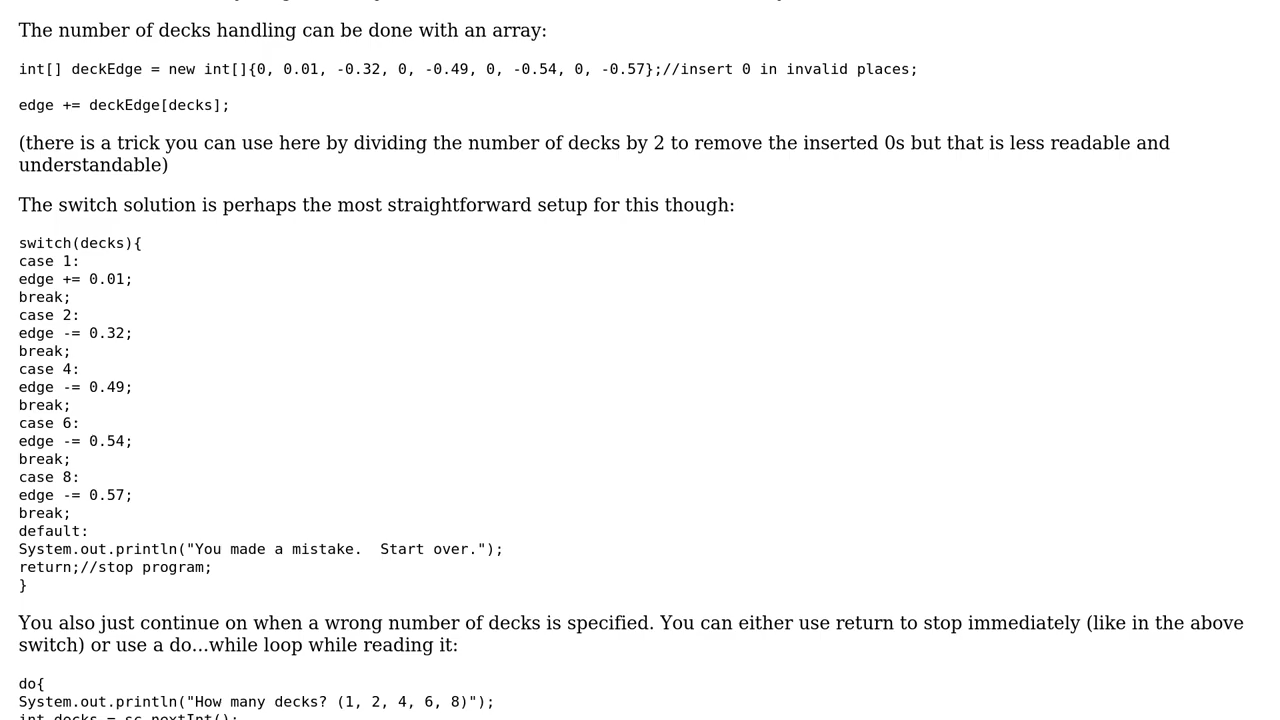 The number of decks handling can be done with an array:
int[] deckEdge = new int[]{0, 0.01, -0.32, 0, -0.49, 0, -0.54, 0, -0.57};//insert 0 in invalid places;
edge += deckEdge[decks];
(there is a trick you can use here by dividing the number of decks by 2 to remove the inserted 0s but that is less readable and
understandable)
The switch solution is perhaps the most straightforward setup for this though:
switch(decks){
case 1:
edge += 0.01;
break;
case 2:
edge -= 0.32;
break;
case 4:
edge -= 0.49;
break;
case 6:
edge -= 0.54;
break;
case 8:
edge -= 0.57;
break;
default:
System.out.println("You made a mistake.  Start over.");
return;//stop program;
}
You also just continue on when a wrong number of decks is specified. You can either use return to stop immediately (like in the above
switch) or use a do...while loop while reading it:
do{
System.out.println("How many decks? (1, 2, 4, 6, 8)");
int decks = sc.nextInt();